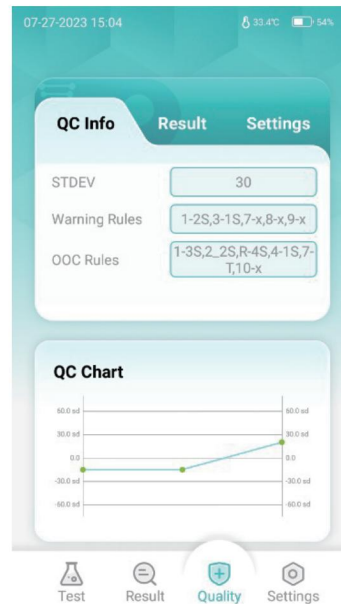 07-27-2023 15:04 33.4℃ 54%
QC Info Result Settings
STDEV 30
Warning Rules 1-2S,3-1S,7-x,8-x,9-x
OOC Rules 1-3S,2_2S,R-4S,4-1S,7-
T,10-x
QC Chart
60.0 sd 60.0 sd
30.0 sd 30.0 sd
0.0 0.0
-30.0 sd -30.0 sd
-60.0 sd -60.0 sd
Test Result Quality Settings